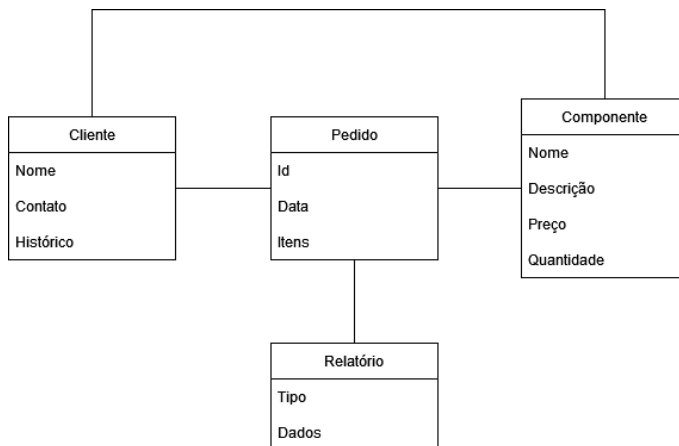 Cliente
Nome
Contato
Histórico
Pedido
Id
Data
Itens
Componente
Nome
Descrição
Preço
Quantidade
Relatório
Tipo
Dados